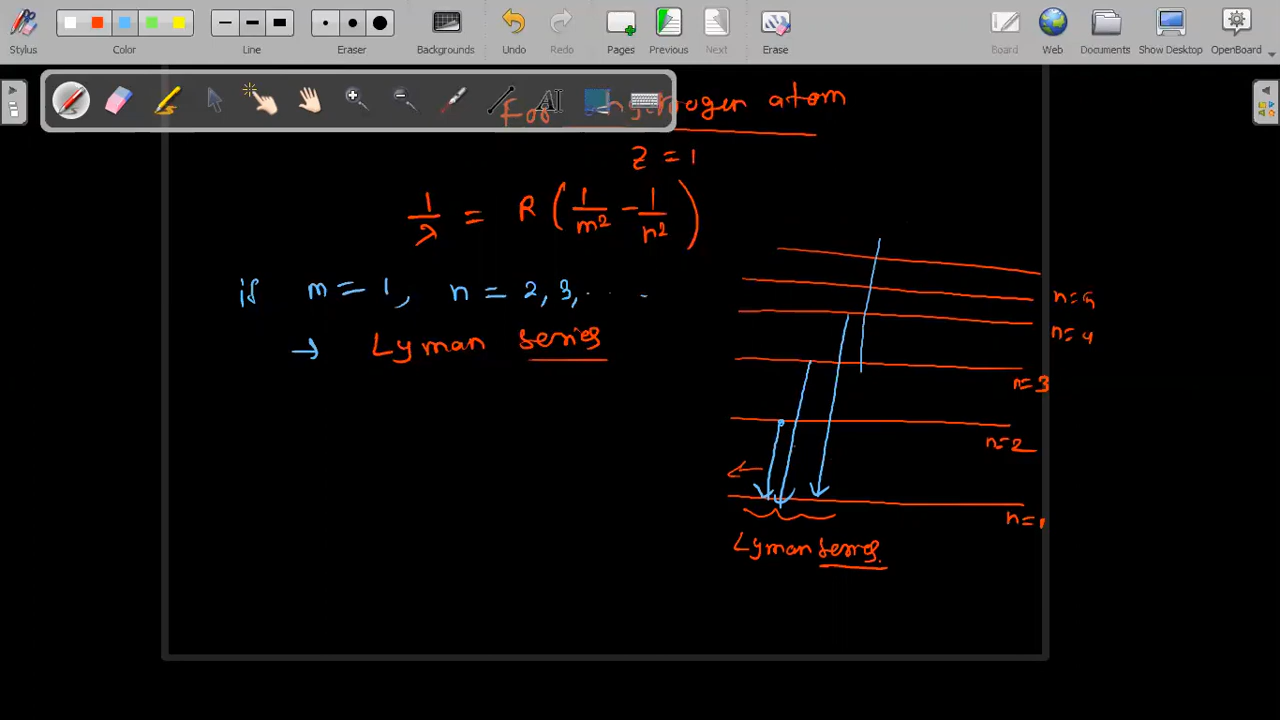 Stylus
Color
Line
Eraser
Backgrounds
Undo
Redo
Pages
Previous
Next
Erase
Board
Web
Documents
Show Desktop
OpenBoard
atom
Z = 1
1/λ = R (1/m² - 1/n²)
if m = 1, n = 2, 3, . . . -
→ Lyman series
n=5
n=4
n=3
n=2
n=1
Lyman series.